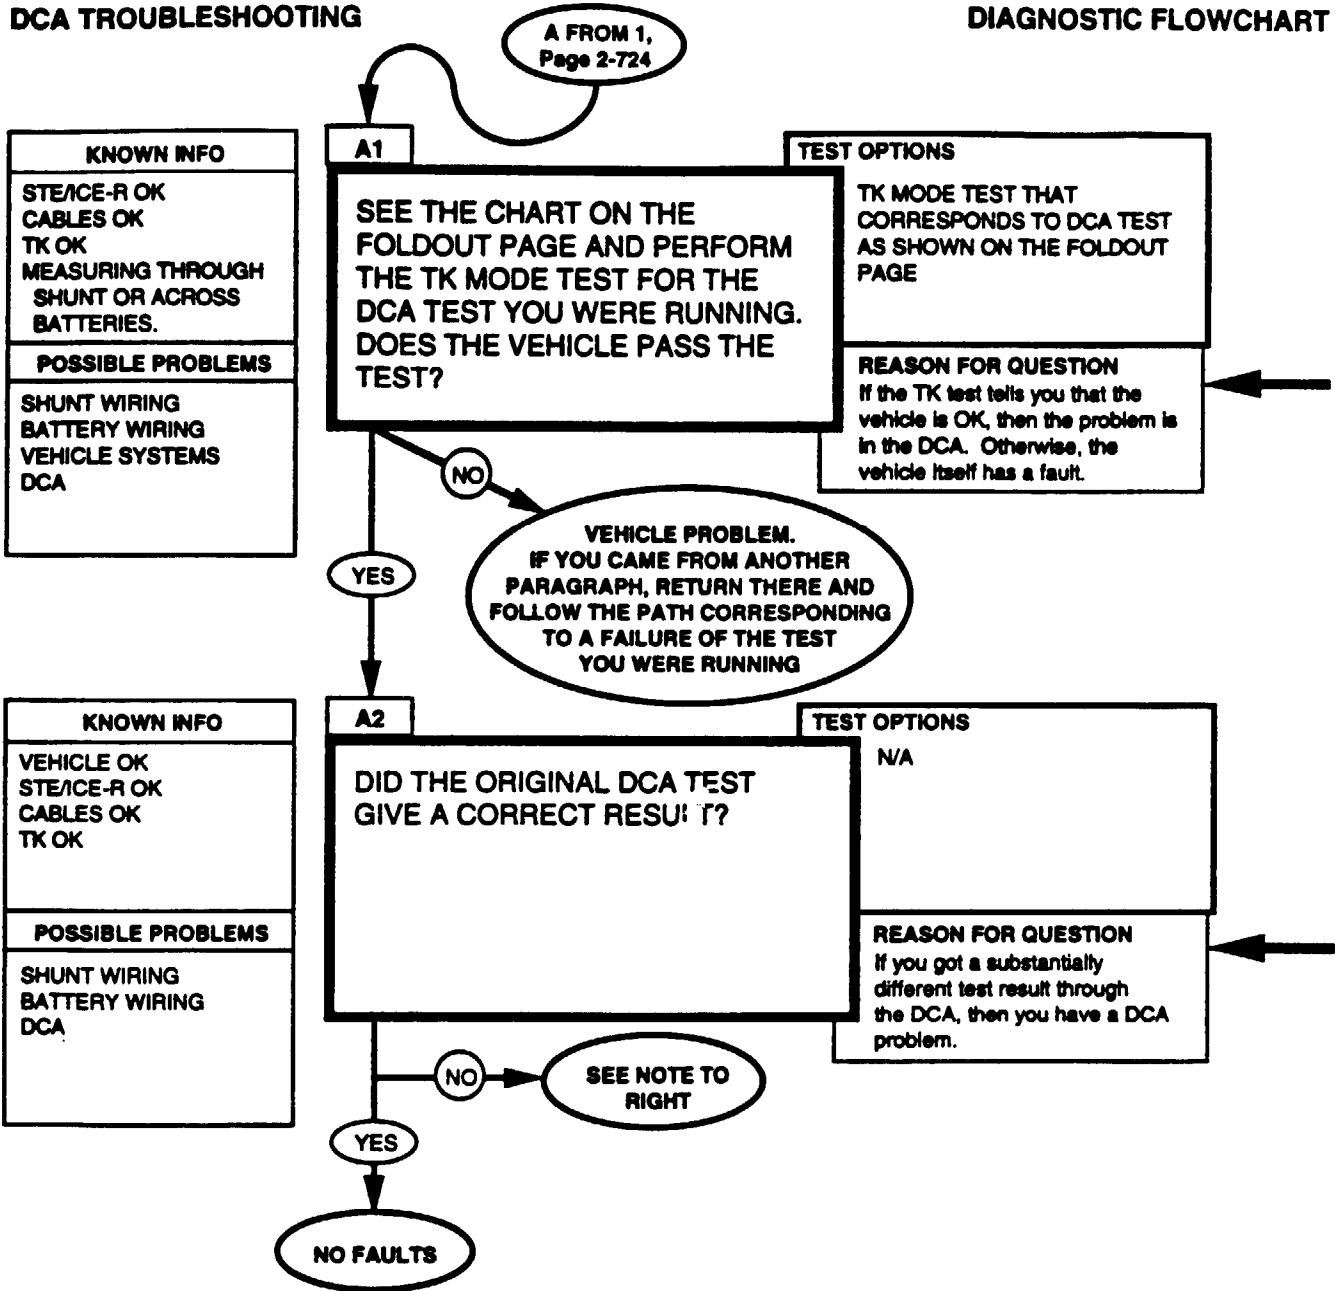 DCA TROUBLESHOOTING
DIAGNOSTIC FLOWCHART
A FROM 1,
Page 2-724
KNOWN INFO
STE/ICE-R OK
CABLES OK
TK OK
MEASURING THROUGH
SHUNT OR ACROSS
BATTERIES.
POSSIBLE PROBLEMS
SHUNT WIRING
BATTERY WIRING
VEHICLE SYSTEMS
DCA
A1
SEE THE CHART ON THE
FOLDOUT PAGE AND PERFORM
THE TK MODE TEST FOR THE
DCA TEST YOU WERE RUNNING.
DOES THE VEHICLE PASS THE
TEST?
TEST OPTIONS
TK MODE TEST THAT
CORRESPONDS TO DCA TEST
AS SHOWN ON THE FOLDOUT
PAGE
REASON FOR QUESTION
If the TK test tells you that the
vehicle is OK, then the problem is
in the DCA. Otherwise, the
vehicle itself has a fault.
NO
VEHICLE PROBLEM.
IF YOU CAME FROM ANOTHER
PARAGRAPH, RETURN THERE AND
FOLLOW THE PATH CORRESPONDING
TO A FAILURE OF THE TEST
YOU WERE RUNNING
YES
KNOWN INFO
VEHICLE OK
STE/ICE-R OK
CABLES OK
TK OK
POSSIBLE PROBLEMS
SHUNT WIRING
BATTERY WIRING
DCA
A2
DID THE ORIGINAL DCA TEST
GIVE A CORRECT RESULT?
TEST OPTIONS
N/A
REASON FOR QUESTION
If you got a substantially
different test result through
the DCA, then you have a DCA
problem.
NO
SEE NOTE TO
RIGHT
YES
NO FAULTS